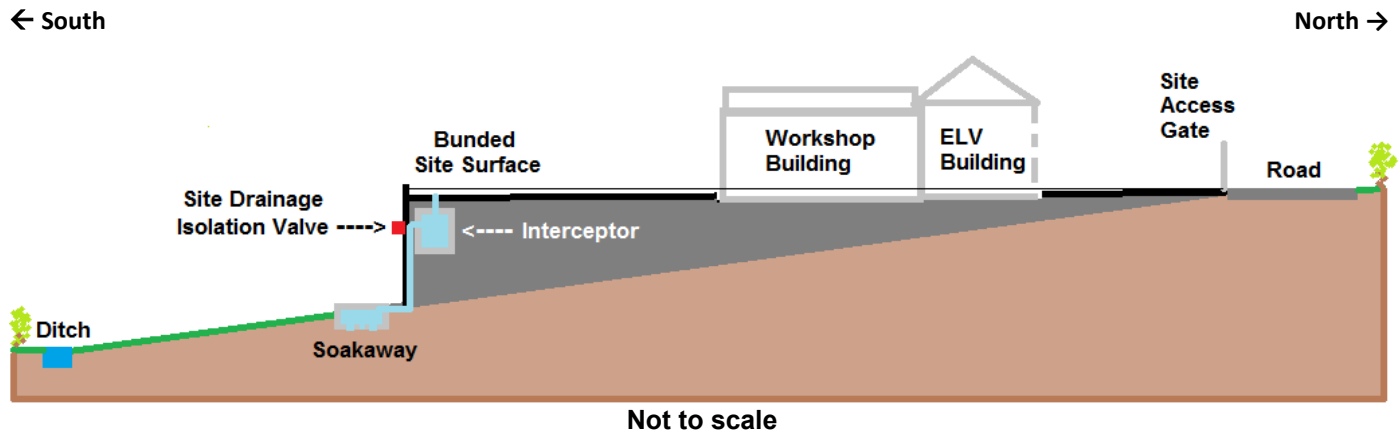 ← South
North →
Site
Access
Gate
Bunded
Site Surface
Workshop
Building
ELV
Building
Road
Site Drainage
Isolation Valve ---->
<---- Interceptor
Ditch
Soakaway
Not to scale